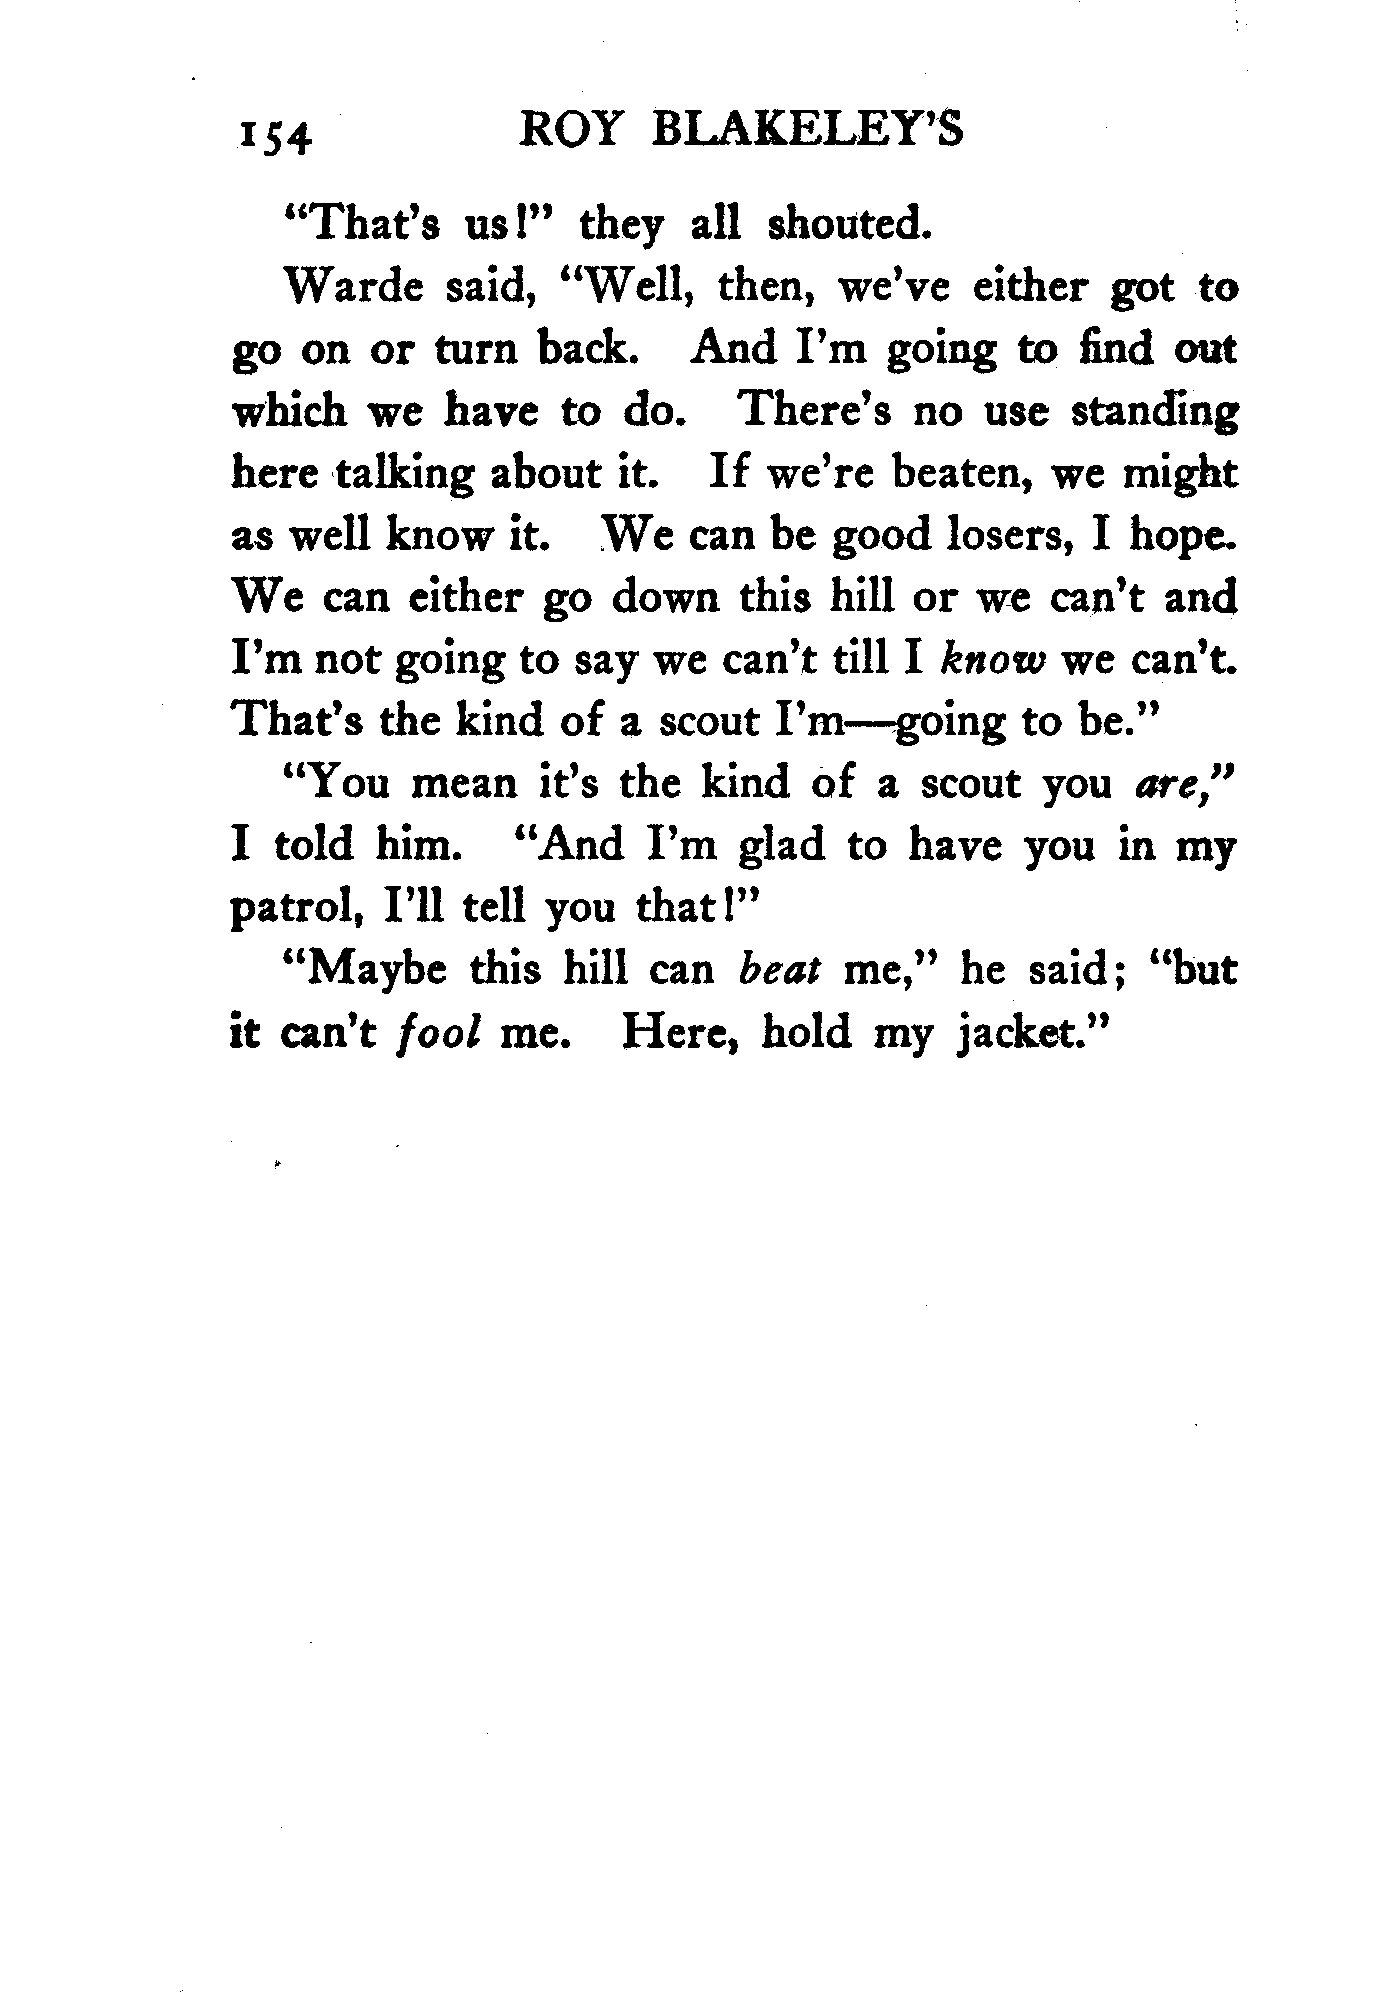 154 ROY BLAKELEY'S
“That's us!” they all shouted.
Warde said, “Well, then, we've either got to
go on or turn back. And I'm going to find out
which we have to do. There's no use standing
here talking about it. If we're beaten, we might
as well know it. We can be good losers, I hope.
We can either go down this hill or we can't and
I'm not going to say we can't till I know we can't.
That's the kind of a scout I'm—going to be.”
“You mean it's the kind of a scout you are,”
I told him. “And I'm glad to have you in my
patrol, I'll tell you that!”
“Maybe this hill can beat me,” he said; “but
it can't fool me. Here, hold my jacket.”